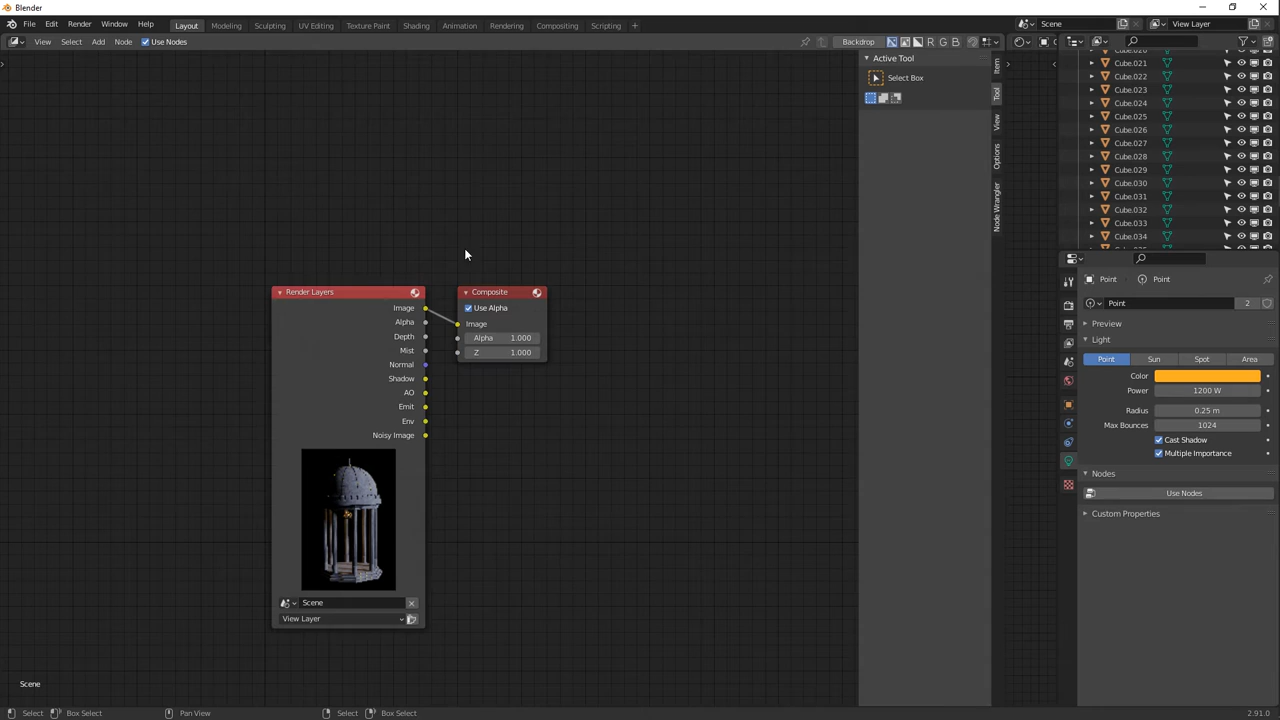 Blender
File Edit Render Window Help Layout Modeling Sculpting UV Editing Texture Paint Shading Animation Rendering Compositing Scripting + Scene View Layer
View Select Add Node Use Nodes Backdrop R G B
Active Tool
Select Box
Item
Tool
View
Options
Node Wrangler
Cube.021
Cube.022
Cube.023
Cube.024
Cube.025
Cube.026
Cube.027
Cube.028
Cube.029
Cube.030
Cube.031
Cube.032
Cube.033
Cube.034
Point Point
Point 2
Preview
Light
Point Sun Spot Area
Color
Power 1200 W
Radius 0.25 m
Max Bounces 1024
Cast Shadow
Multiple Importance
Nodes
Use Nodes
Custom Properties
Render Layers
Image
Alpha
Depth
Mist
Normal
Shadow
AO
Emit
Env
Noisy Image
Scene
View Layer
Composite
Use Alpha
Image
Alpha 1.000
Z 1.000
Scene
Select Box Select Pan View Select Box Select 2.91.0